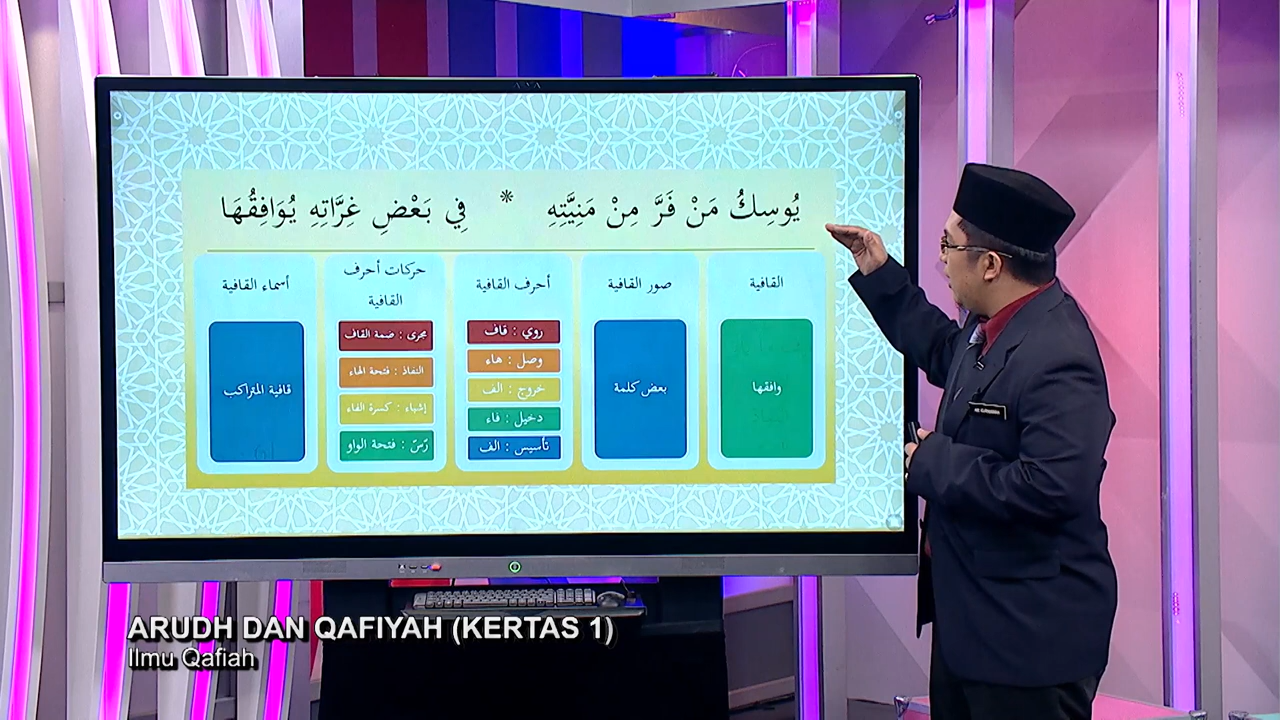 يُوسِكُ مَنْ فَرَّ مِنْ مَنِيَّتِهِ * فِي بَعْضِ غِرَّاتِهِ يُوَافِقُهَا
القافية
وافقها
صور القافية
بعض كلمة
أحرف القافية
روي : قاف
وصل : هاء
خروج : الف
دخيل : فاء
تأسيس : الف
حركات أحرف
القافية
مجرى : ضمة القاف
النفاذ : فتحة الهاء
إشباء : كسرة الفاء
رّسّ : فتحة الواو
أسماء القافية
قافية المتراكب
ARUDH DAN QAFIYAH (KERTAS 1)
Ilmu Qafiah